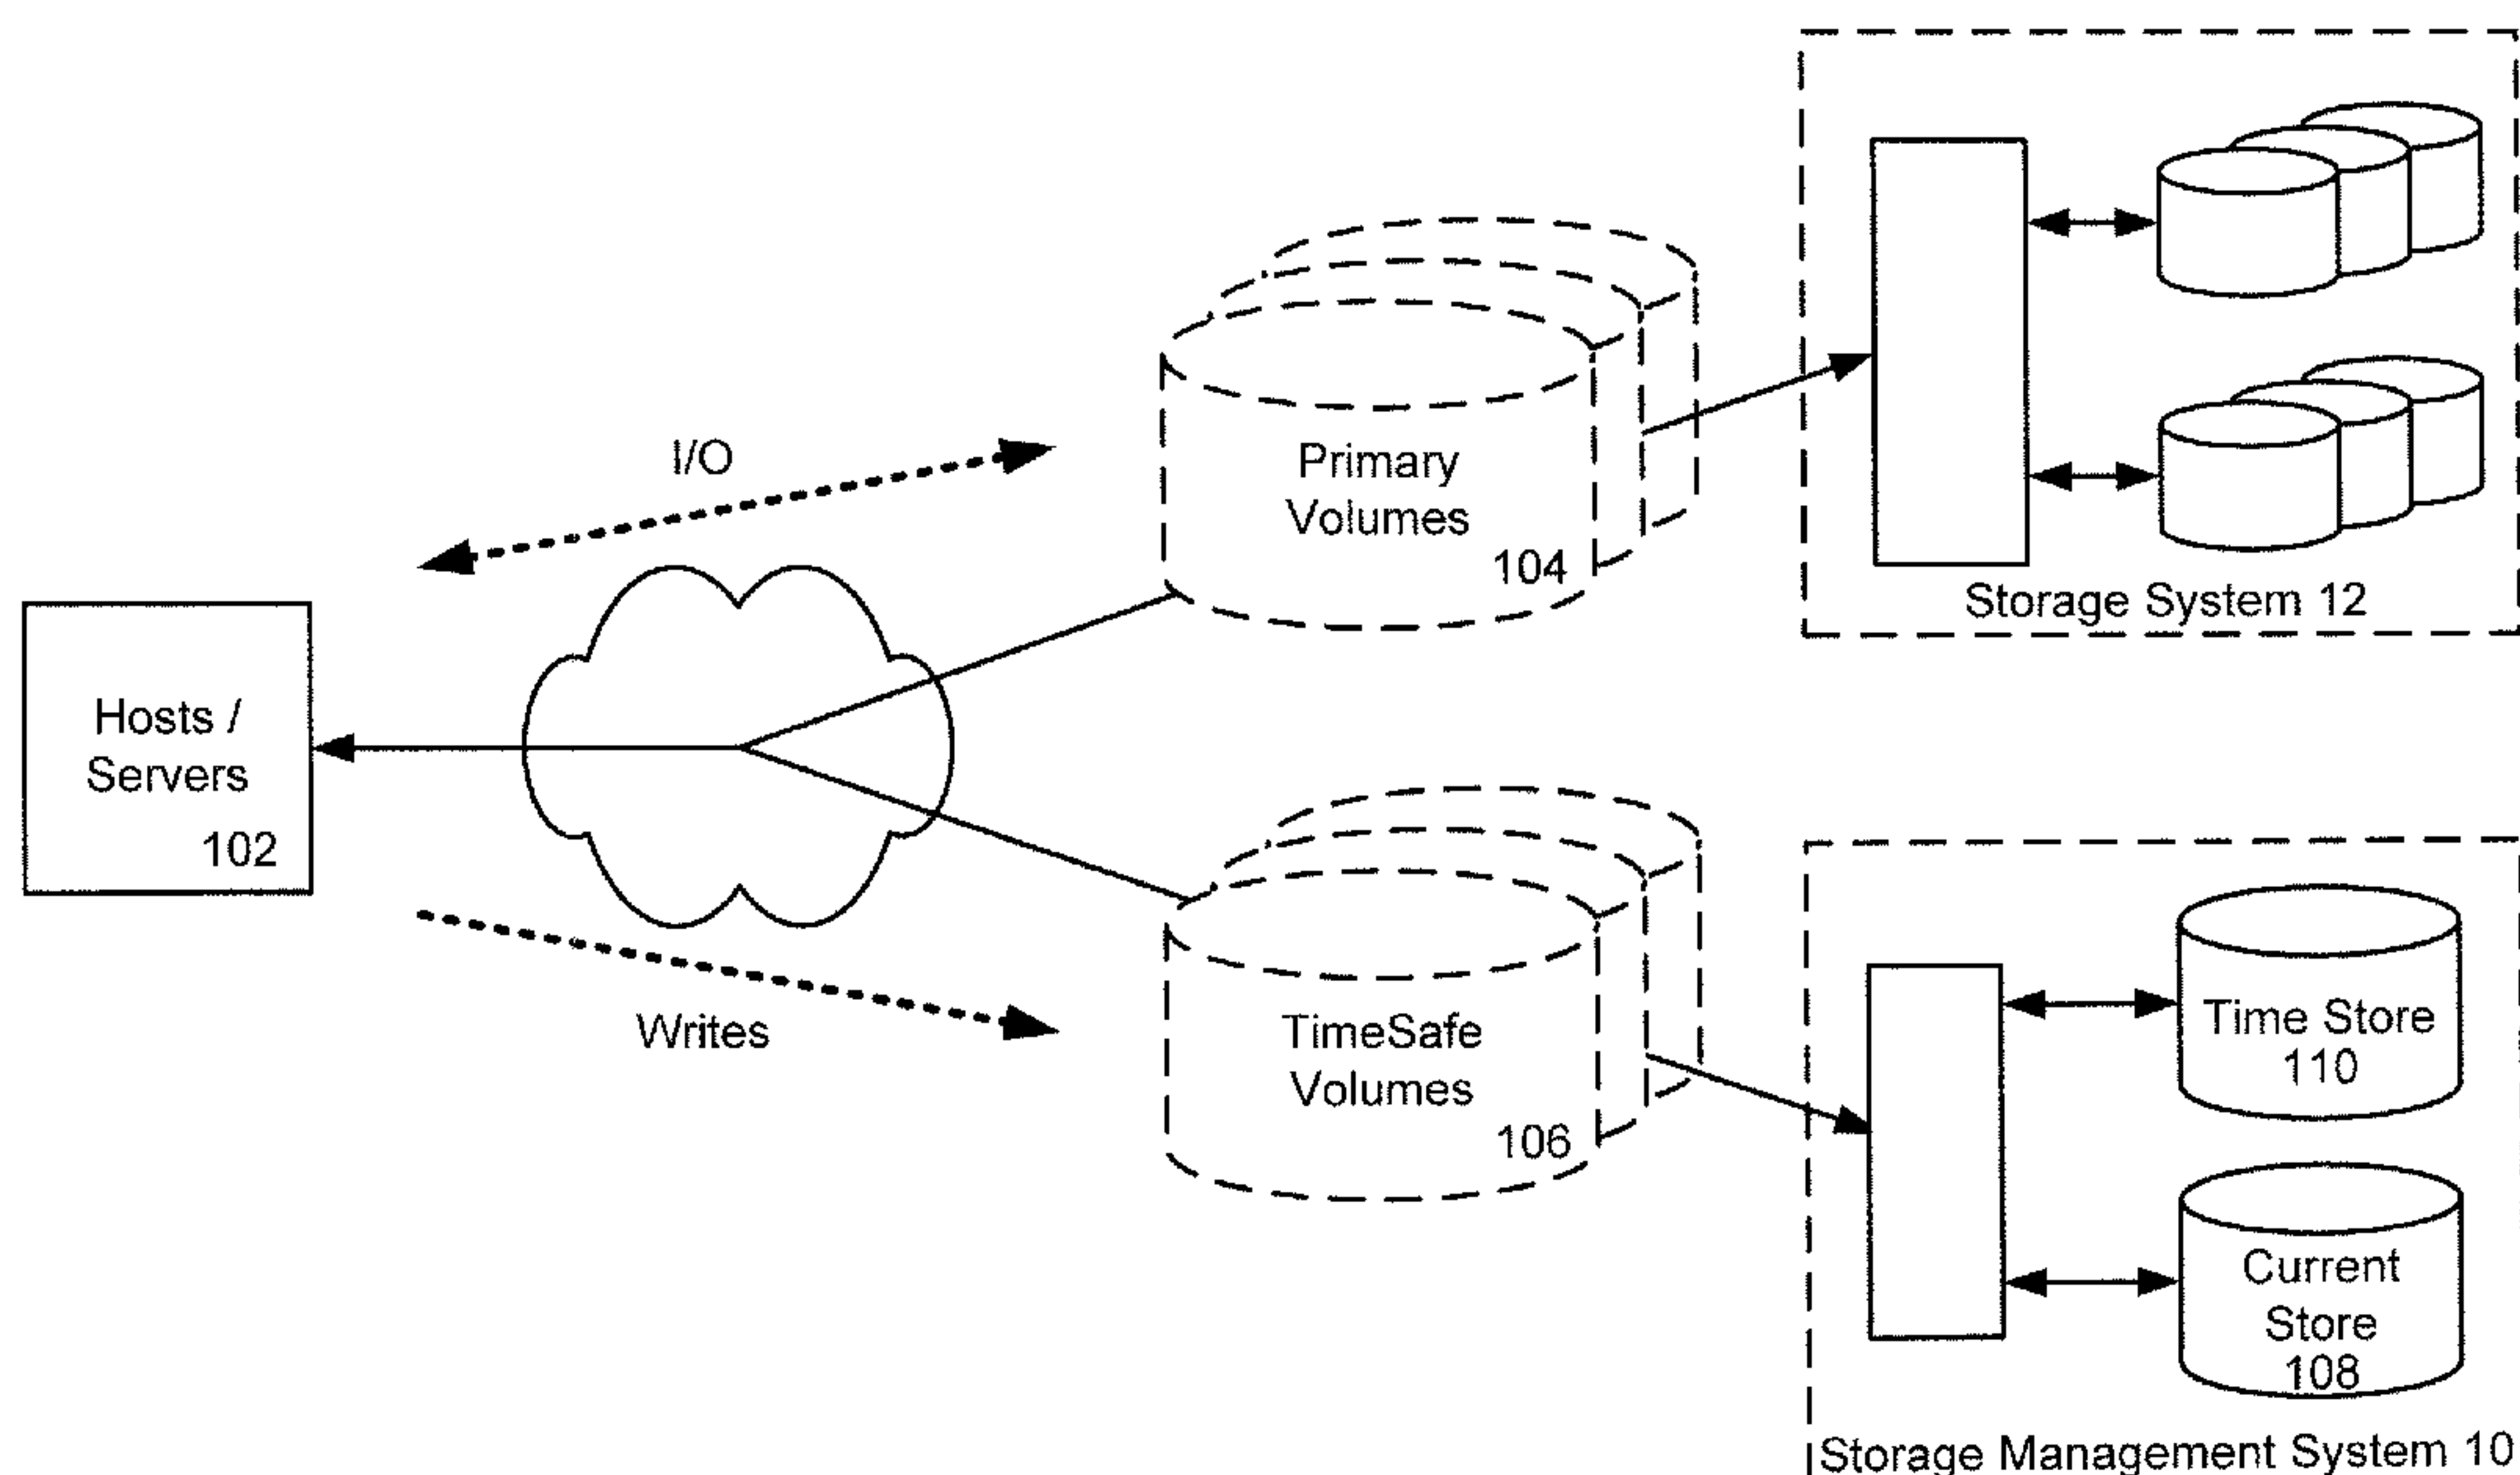 I/O
Primary
Volumes
104
Storage System 12
Hosts /
Servers
102
Writes
TimeSafe
Volumes
106
Time Store
110
Current
Store
108
Storage Management System 10